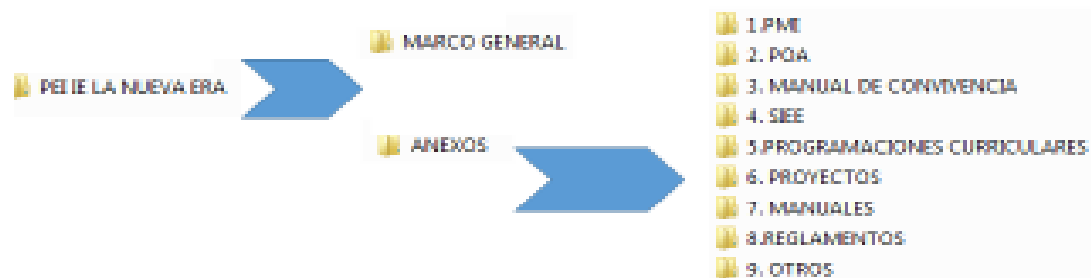 PEI IE LA NUEVA ERA
MARCO GENERAL
ANEXOS
1.PMI
2. POA
3. MANUAL DE CONVIVENCIA
4. SIEE
5.PROGRAMACIONES CURRICULARES
6. PROYECTOS
7. MANUALES
8.REGLAMENTOS
9. OTROS